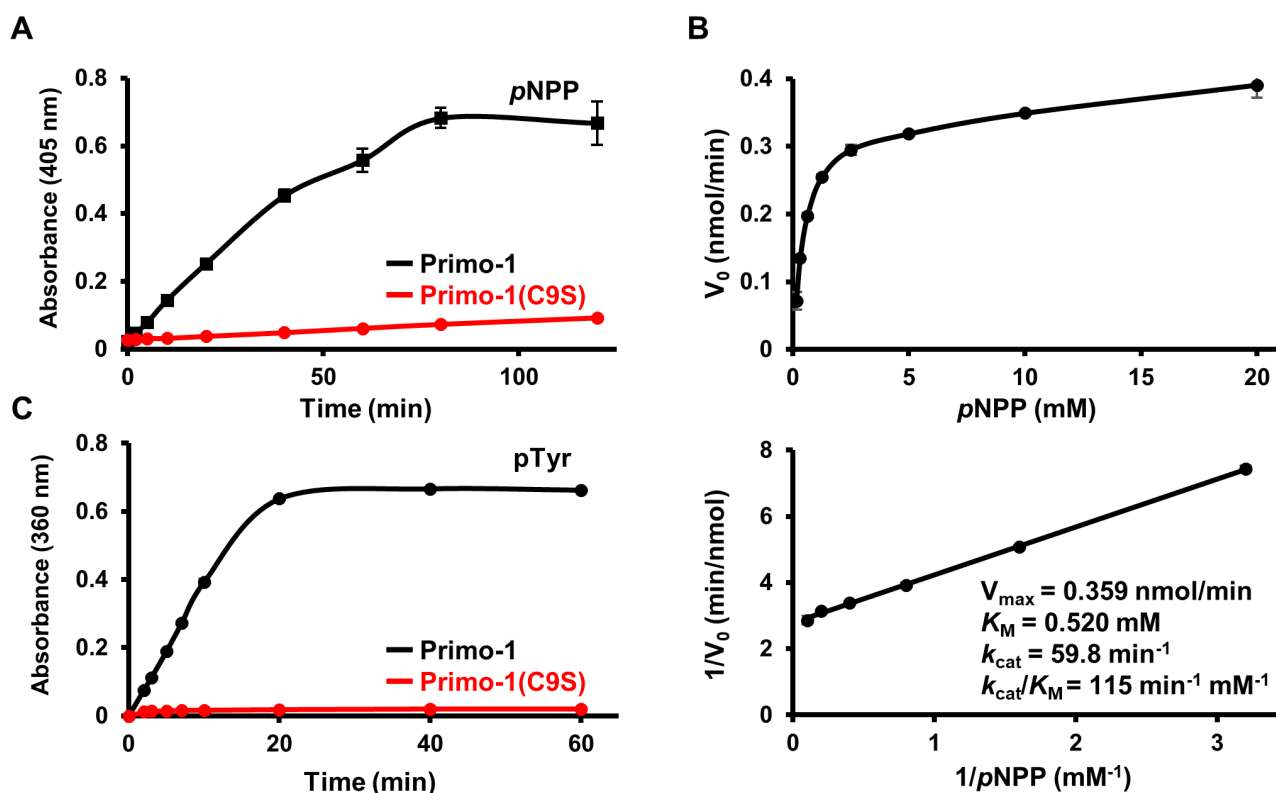 A
Absorbance (405 nm)
0.8
0.6
0.4
0.2
0
pNPP
Primo-1
Primo-1(C9S)
0
50
100
Time (min)
B
V0 (nmol/min)
0.4
0.3
0.2
0.1
0.0
0
5
10
15
20
pNPP (mM)
C
Absorbance (360 nm)
0.8
0.6
0.4
0.2
0
pTyr
Primo-1
Primo-1(C9S)
0
20
40
60
Time (min)
1/V0 (min/nmol)
8
6
4
2
0
Vmax = 0.359 nmol/min
KM = 0.520 mM
kcat = 59.8 min-1
kcat/KM = 115 min-1 mM-1
0
1
2
3
1/pNPP (mM-1)